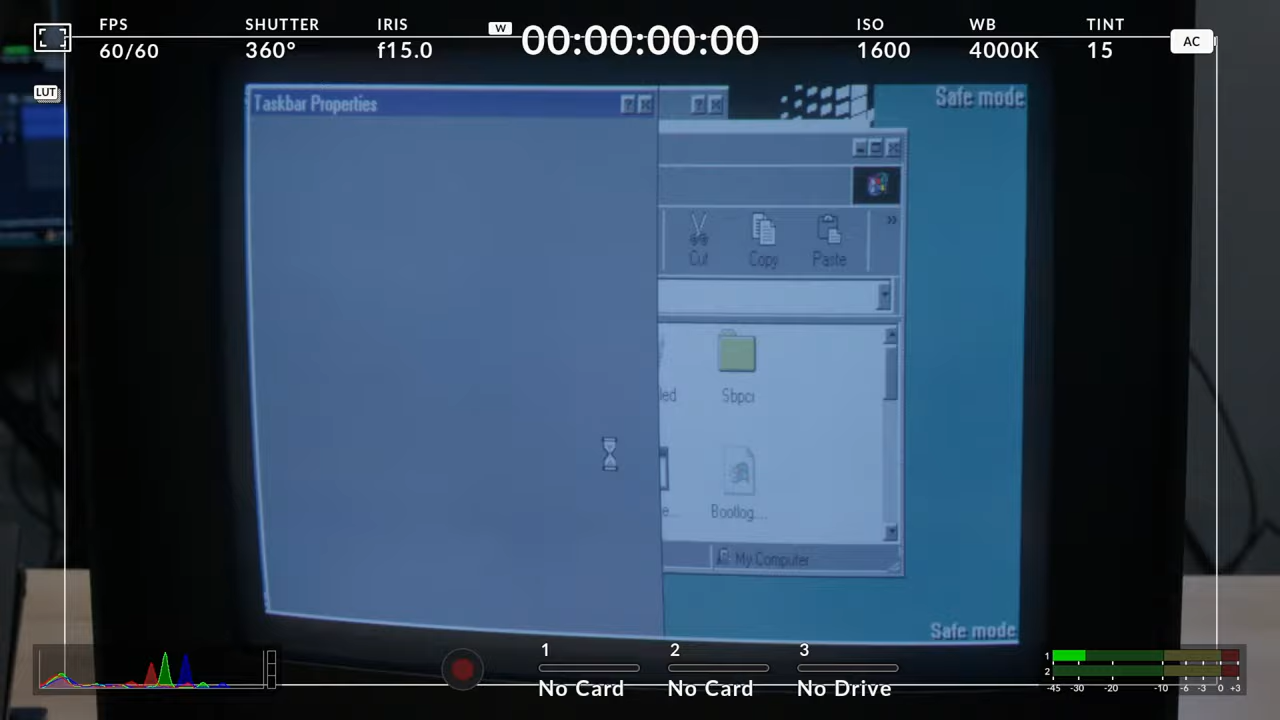 FPS SHUTTER IRIS W 00:00:00:00 ISO WB TINT AC
60/60 360° f15.0 1600 4000K 15
LUT
Taskbar Properties
Safe mode
Cut Copy Paste
»
led Sbpci
e... Bootlog...
My Computer
Safe mode
1 2 3
No Card No Card No Drive
1
2
-45 -30 -20 -10 -6 -3 0 +3